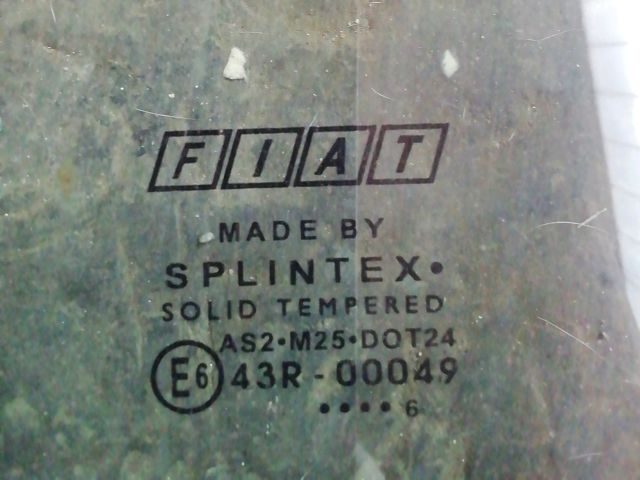 FIAT
MADE BY
SPLINTEX•
SOLID TEMPERED
AS2•M25•DOT24
E6 43R-00049
•••• 6